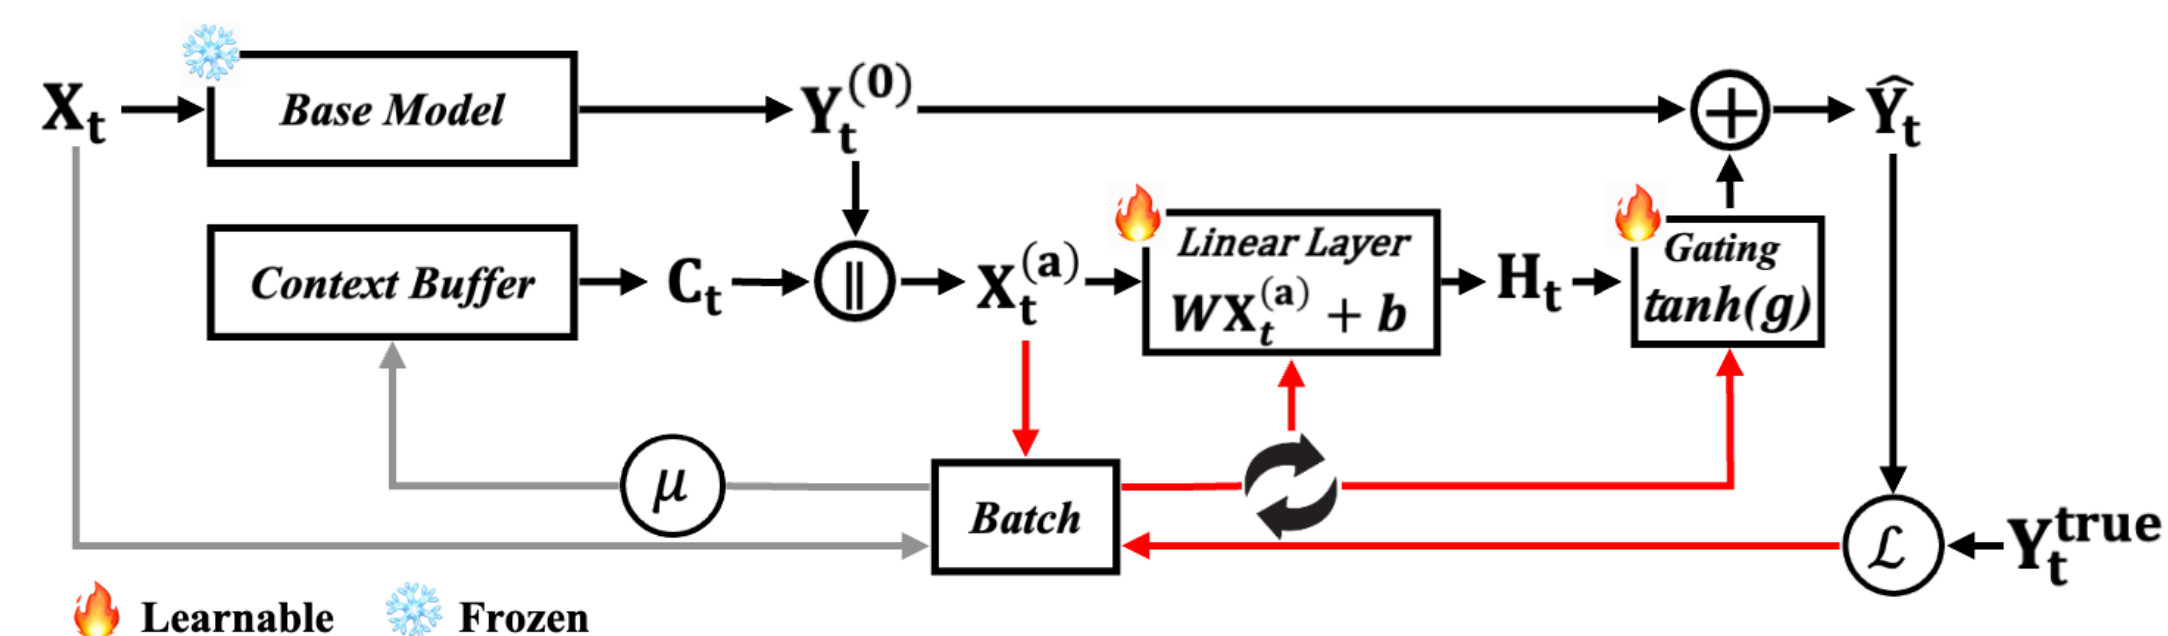 X_t Base Model Y_t^(0) + Ŷ_t
Context Buffer C_t || X_t^(a) Linear Layer H_t Gating
WX_t^(a) + b tanh(g)
μ Batch ℒ Y_t^true
Learnable Frozen